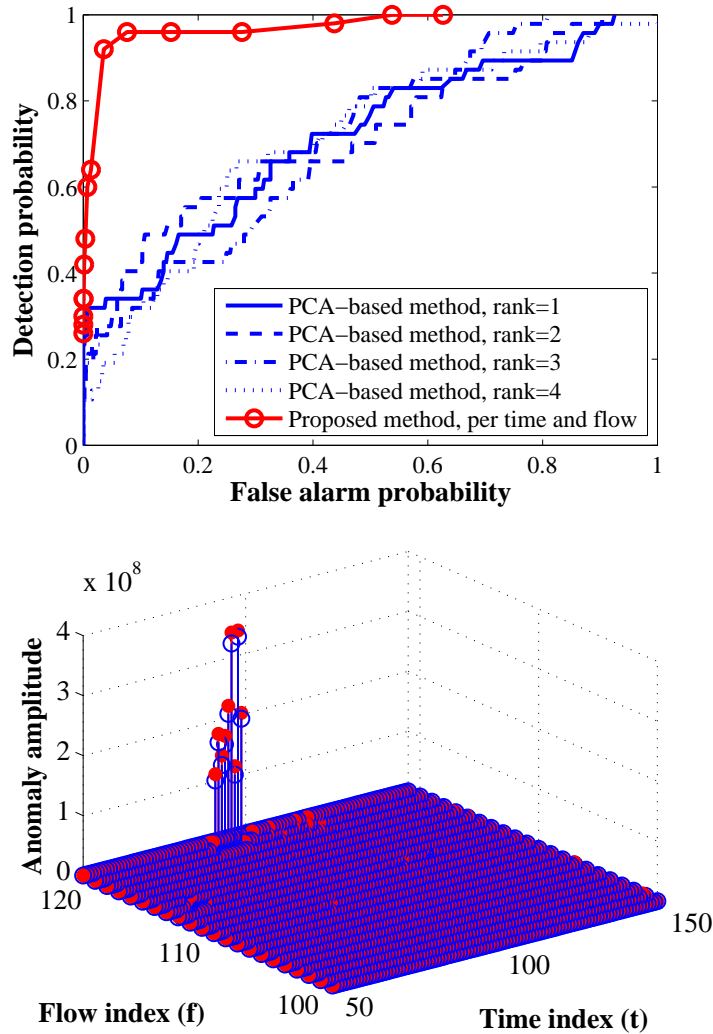 1
0.8
0.6
0.4
0.2
0
Detection probability
PCA−based method, rank=1
PCA−based method, rank=2
PCA−based method, rank=3
PCA−based method, rank=4
Proposed method, per time and flow
0 0.2 0.4 0.6 0.8 1
False alarm probability
x 10^8
4
3
2
1
0
Anomaly amplitude
120
110
100
Flow index (f)
50
100
150
Time index (t)